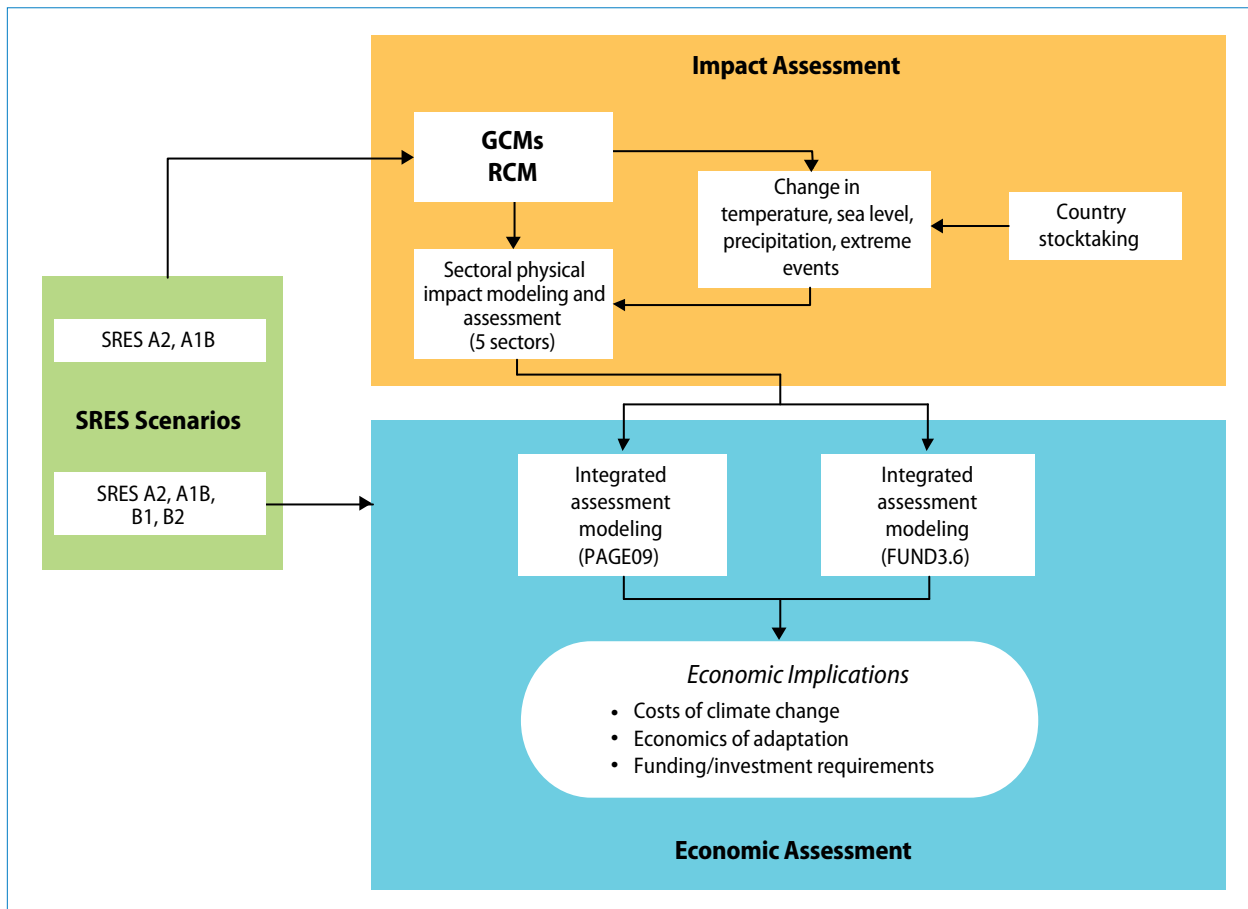 Impact Assessment
GCMs
RCM
Change in
temperature, sea level,
precipitation, extreme
events
Country
stocktaking
Sectoral physical
impact modeling and
assessment
(5 sectors)
SRES A2, A1B
SRES Scenarios
SRES A2, A1B,
B1, B2
Integrated
assessment
modeling
(PAGE09)
Integrated
assessment
modeling
(FUND3.6)
Economic Implications
• Costs of climate change
• Economics of adaptation
• Funding/investment requirements
Economic Assessment